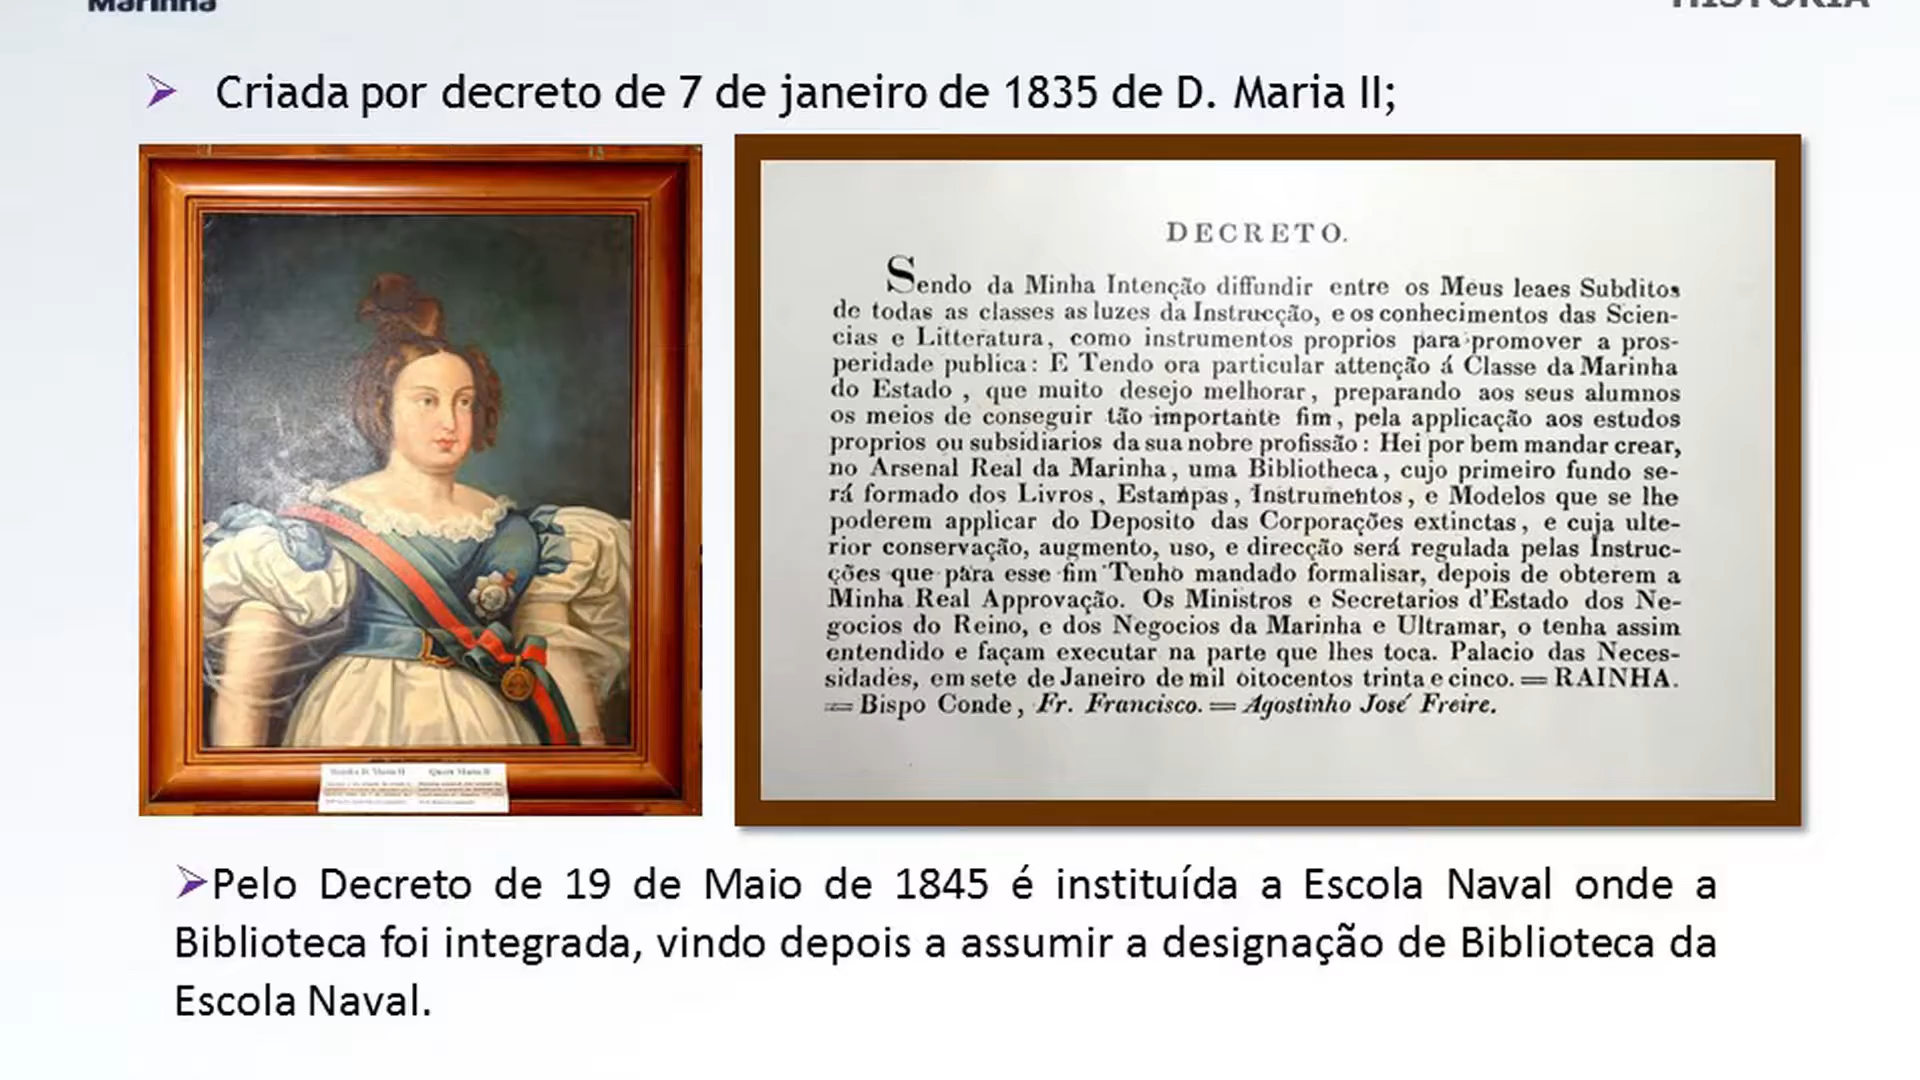 Marinha
HISTÓRIA
Criada por decreto de 7 de janeiro de 1835 de D. Maria II;
DECRETO.
Sendo da Minha Intenção diffundir entre os Meus leaes Subditos
de todas as classes as luzes da Instrucção, e os conhecimentos das Scien-
cias e Litteratura, como instrumentos proprios para promover a pros-
peridade publica: E Tendo ora particular attenção á Classe da Marinha
do Estado, que muito desejo melhorar, preparando aos seus alumnos
os meios de conseguir tão importante fim, pela applicação aos estudos
proprios ou subsidiarios da sua nobre profissão: Hei por bem mandar crear,
no Arsenal Real da Marinha, uma Bibliotheca, cujo primeiro fundo se-
rá formado dos Livros, Estampas, Instrumentos, e Modelos que se lhe
poderem applicar do Deposito das Corporações extinctas, e cuja ulte-
rior conservação, augmento, uso, e direcção será regulada pelas Instruc-
ções que para esse fim Tenho mandado formalisar, depois de obterem a
Minha Real Approvação. Os Ministros e Secretarios d'Estado dos Ne-
gocios do Reino, e dos Negocios da Marinha e Ultramar, o tenha assim
entendido e façam executar na parte que lhes toca. Palacio das Neces-
sidades, em sete de Janeiro de mil oitocentos trinta e cinco. = RAINHA.
= Bispo Conde, Fr. Francisco. = Agostinho José Freire.
Rainha D. Maria II Queen Maria II
Pelo Decreto de 19 de Maio de 1845 é instituída a Escola Naval onde a
Biblioteca foi integrada, vindo depois a assumir a designação de Biblioteca da
Escola Naval.